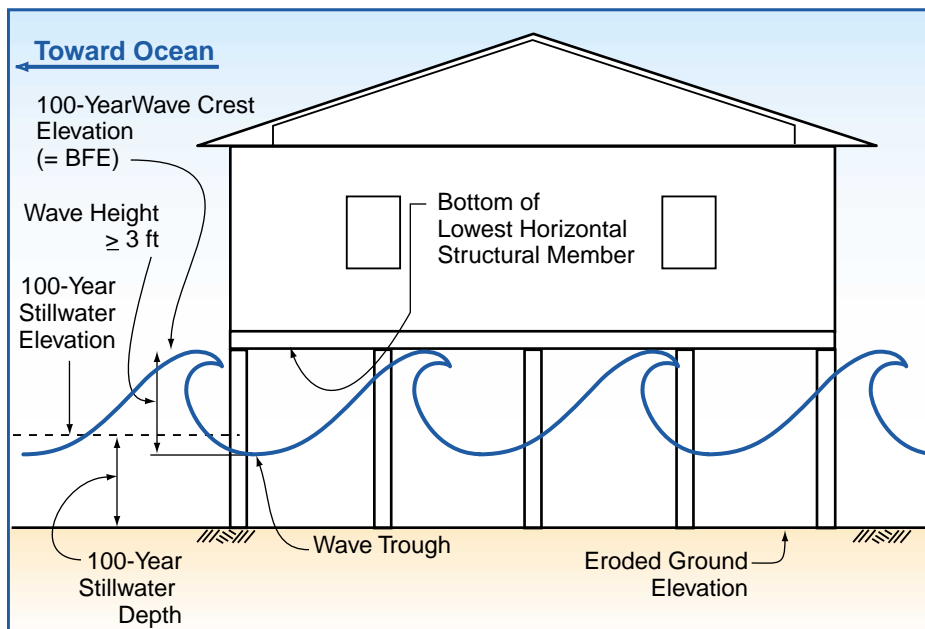 Toward Ocean
100-YearWave Crest
Elevation
(= BFE)
Wave Height
≥ 3 ft
100-Year
Stillwater
Elevation
Bottom of
Lowest Horizontal
Structural Member
Wave Trough
100-Year
Stillwater
Depth
Eroded Ground
Elevation